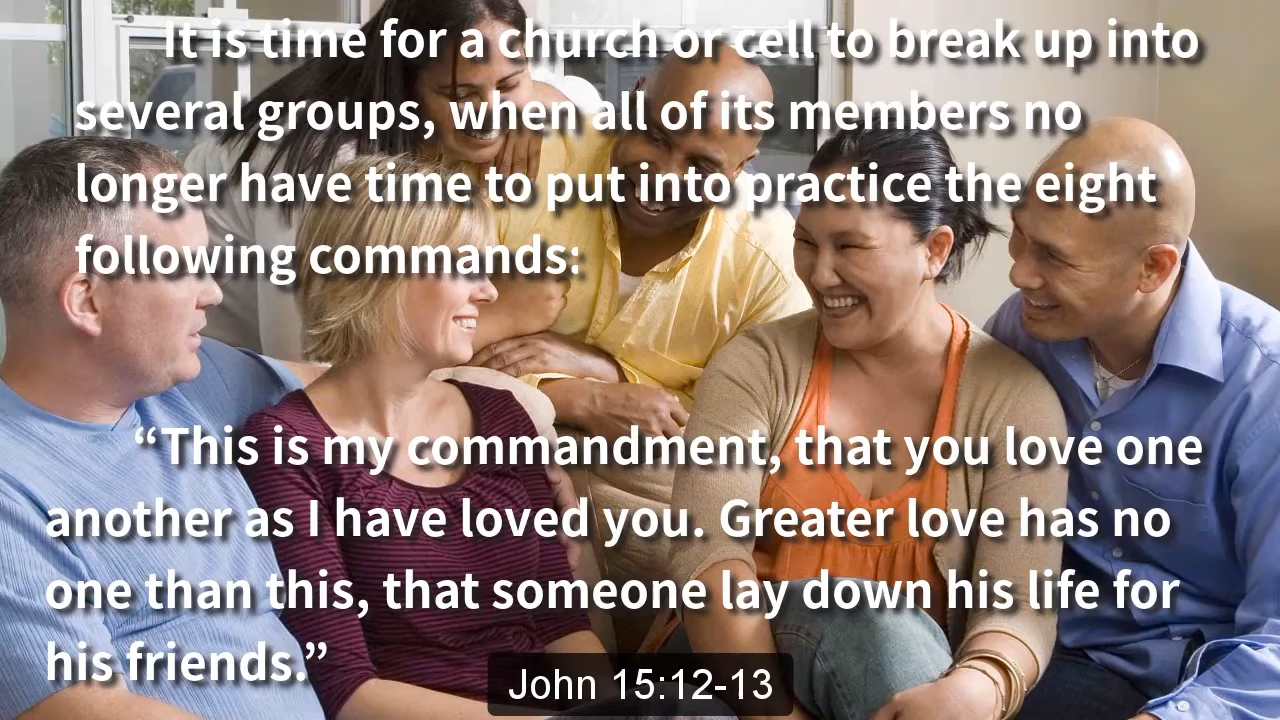 It is time for a church or cell to break up into
several groups, when all of its members no
longer have time to put into practice the eight
following commands:
“This is my commandment, that you love one
another as I have loved you. Greater love has no
one than this, that someone lay down his life for
his friends.”
John 15:12-13